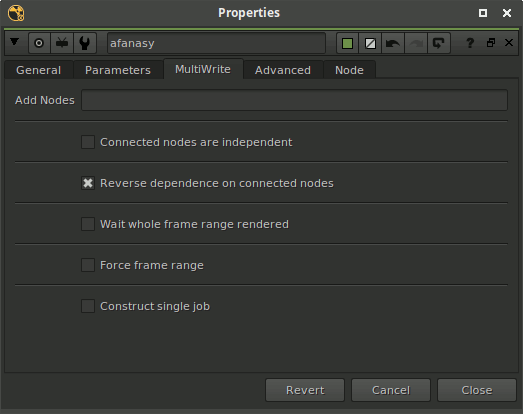 Properties
afanasy
?
General Parameters MultiWrite Advanced Node
Add Nodes
Connected nodes are independent
Reverse dependence on connected nodes
Wait whole frame range rendered
Force frame range
Construct single job
Revert Cancel Close